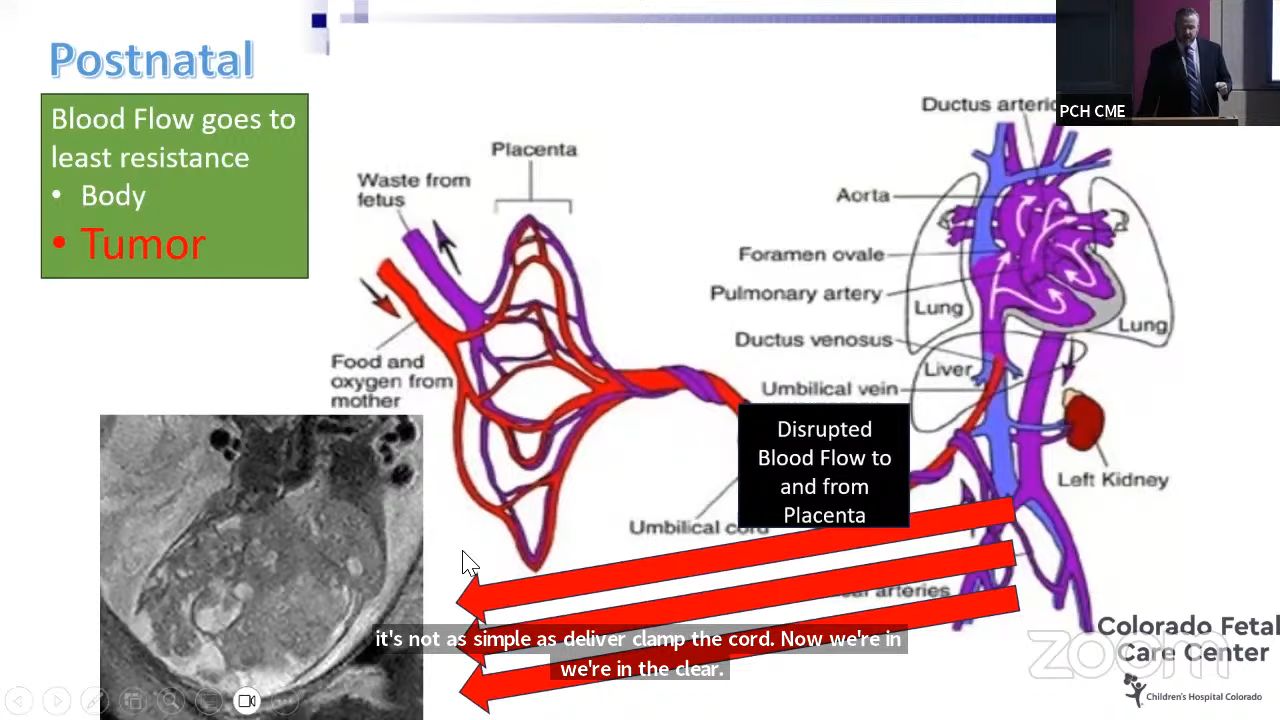 Postnatal
Blood Flow goes to
least resistance
• Body
• Tumor
Placenta
Waste from
fetus
Food and
oxygen from
mother
Umbilical cord
Disrupted
Blood Flow to
and from
Placenta
Ductus
Aorta
Foramen ovale
Pulmonary artery
Lung
Lung
Ductus venosus
Liver
Umbilical vein
Left Kidney
arteries
PCH CME
it's not as simple as deliver clamp the cord. Now we're in
we're in the clear.
Colorado Fetal
Care Center
Children's Hospital Colorado
zoom